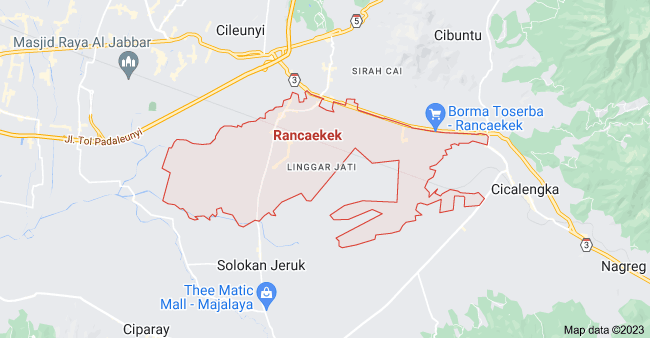 Cileunyi
5
Cibuntu
Masjid Raya Al Jabbar
3
SIRAH CAI
Borma Toserba
- Rancaekek
Jl. Tol Padaleunyi
Rancaekek
LINGGAR JATI
Cicalengka
3
Nagreg
Solokan Jeruk
Thee Matic
Mall - Majalaya
Ciparay
Map data ©2023